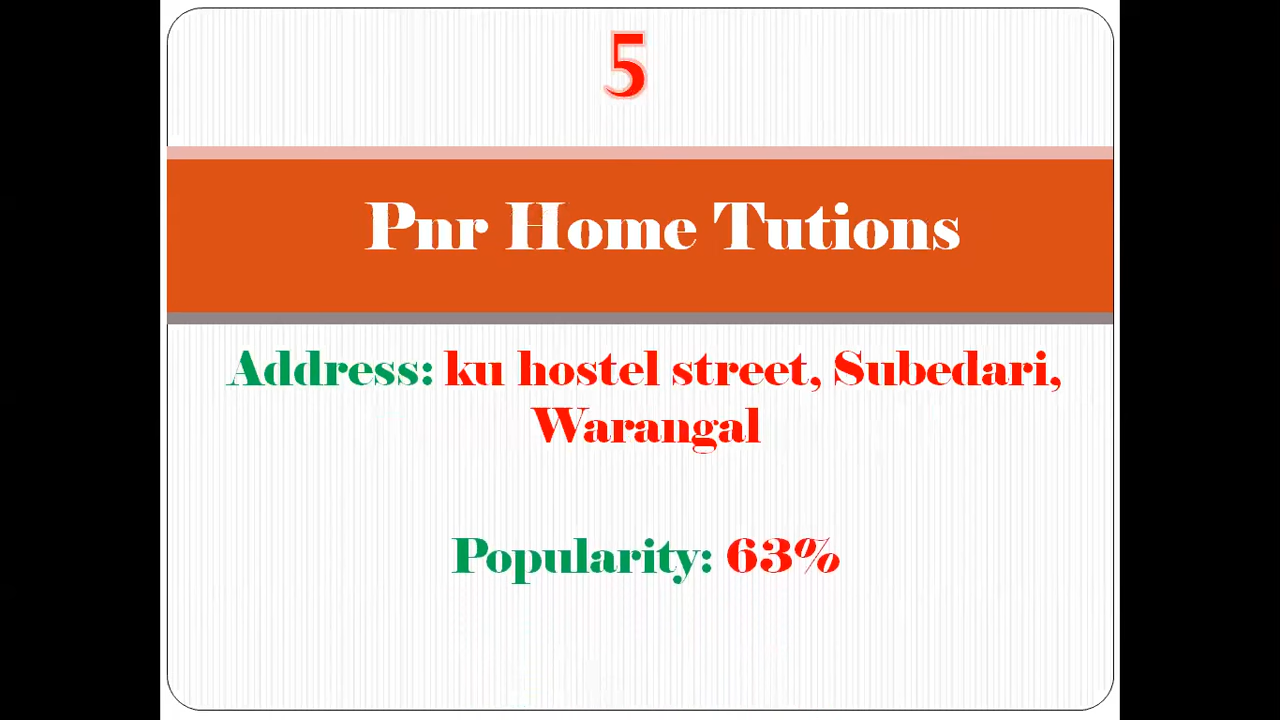 5
Pnr Home Tutions
Address: ku hostel street, Subedari,
Warangal
Popularity: 63%